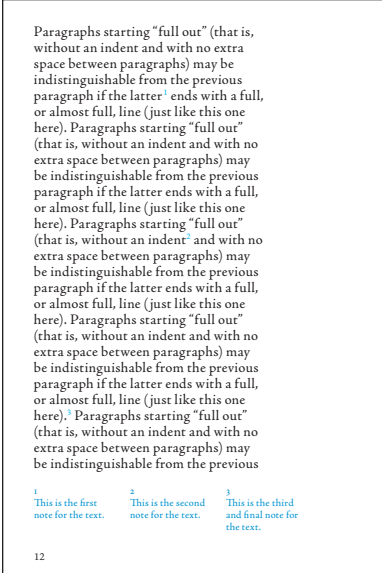 Paragraphs starting “full out” (that is,
without an indent and with no extra
space between paragraphs) may be
indistinguishable from the previous
paragraph if the latter¹ ends with a full,
or almost full, line (just like this one
here). Paragraphs starting “full out”
(that is, without an indent and with no
extra space between paragraphs) may
be indistinguishable from the previous
paragraph if the latter ends with a full,
or almost full, line (just like this one
here). Paragraphs starting “full out”
(that is, without an indent² and with no
extra space between paragraphs) may
be indistinguishable from the previous
paragraph if the latter ends with a full,
or almost full, line (just like this one
here). Paragraphs starting “full out”
(that is, without an indent and with no
extra space between paragraphs) may
be indistinguishable from the previous
paragraph if the latter ends with a full,
or almost full, line (just like this one
here).³ Paragraphs starting “full out”
(that is, without an indent and with no
extra space between paragraphs) may
be indistinguishable from the previous
1
This is the first
note for the text.
2
This is the second
note for the text.
3
This is the third
and final note for
the text.
12